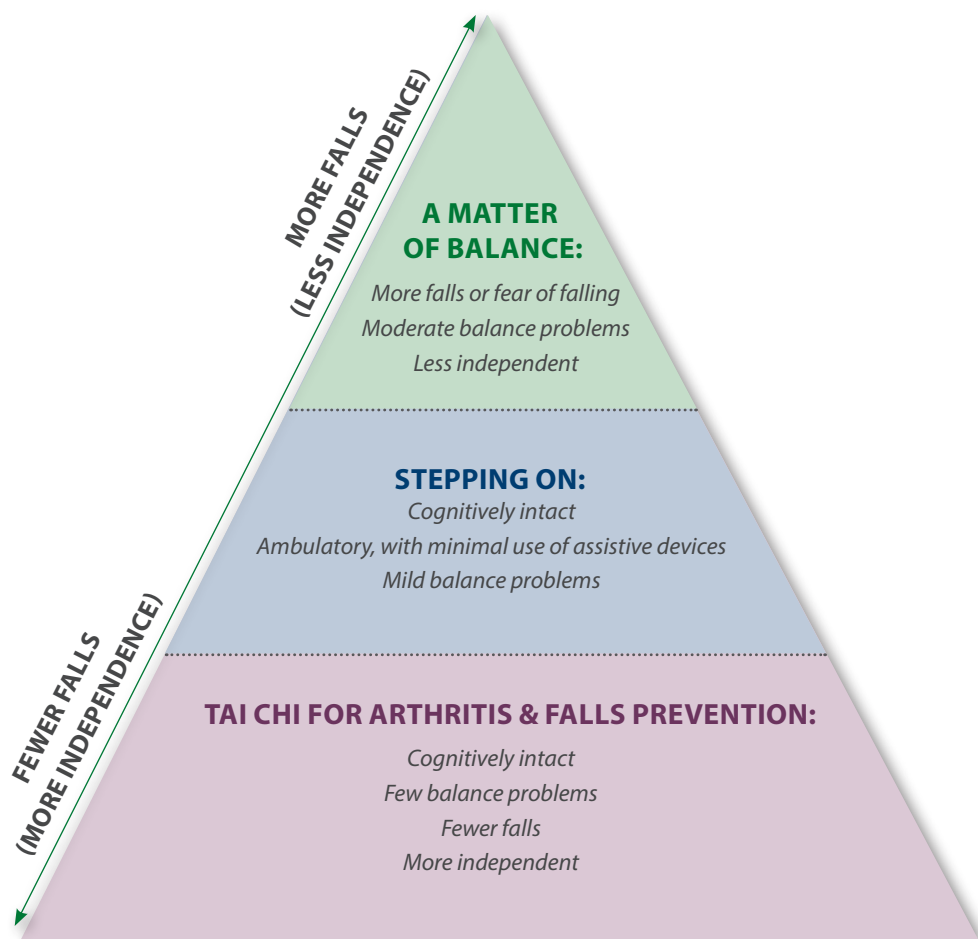 MORE FALLS
(LESS INDEPENDENCE)
A MATTER
OF BALANCE:
More falls or fear of falling
Moderate balance problems
Less independent
STEPPING ON:
Cognitively intact
Ambulatory, with minimal use of assistive devices
Mild balance problems
FEWER FALLS
(MORE INDEPENDENCE)
TAI CHI FOR ARTHRITIS & FALLS PREVENTION:
Cognitively intact
Few balance problems
Fewer falls
More independent